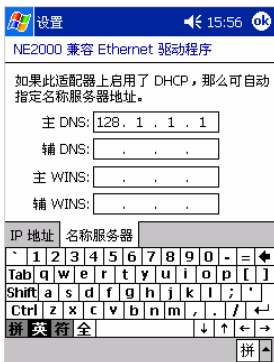 设置 15:56 ok
NE2000 兼容 Ethernet 驱动程序
如果此适配器上启用了 DHCP，那么可自动
指定名称服务器地址。
主 DNS: 128. 1 . 1 . 1
辅 DNS: . . .
主 WINS: . . .
辅 WINS: . . .
IP 地址 名称服务器
` 1 2 3 4 5 6 7 8 9 0 - =
Tab q w e r t y u i o p [ ]
Shift a s d f g h j k l ; '
Ctrl z x c v b n m , . /
拼 英 符 全 ↓ ↑ ← →
拼